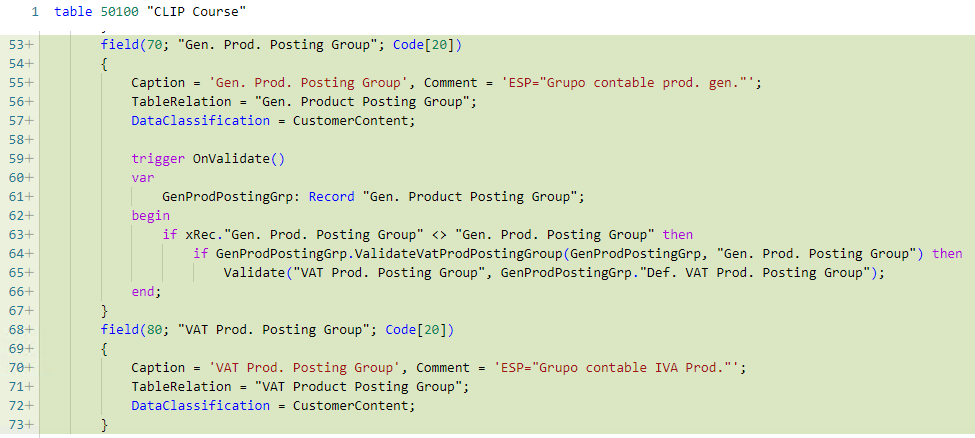 1 table 50100 "CLIP Course"
53+ field(70; "Gen. Prod. Posting Group"; Code[20])
54+ {
55+ Caption = 'Gen. Prod. Posting Group', Comment = 'ESP="Grupo contable prod. gen."';
56+ TableRelation = "Gen. Product Posting Group";
57+ DataClassification = CustomerContent;
58+
59+ trigger OnValidate()
60+ var
61+ GenProdPostingGrp: Record "Gen. Product Posting Group";
62+ begin
63+ if xRec."Gen. Prod. Posting Group" <> "Gen. Prod. Posting Group" then
64+ if GenProdPostingGrp.ValidateVatProdPostingGroup(GenProdPostingGrp, "Gen. Prod. Posting Group") then
65+ Validate("VAT Prod. Posting Group", GenProdPostingGrp."Def. VAT Prod. Posting Group");
66+ end;
67+ }
68+ field(80; "VAT Prod. Posting Group"; Code[20])
69+ {
70+ Caption = 'VAT Prod. Posting Group', Comment = 'ESP="Grupo contable IVA Prod."';
71+ TableRelation = "VAT Product Posting Group";
72+ DataClassification = CustomerContent;
73+ }